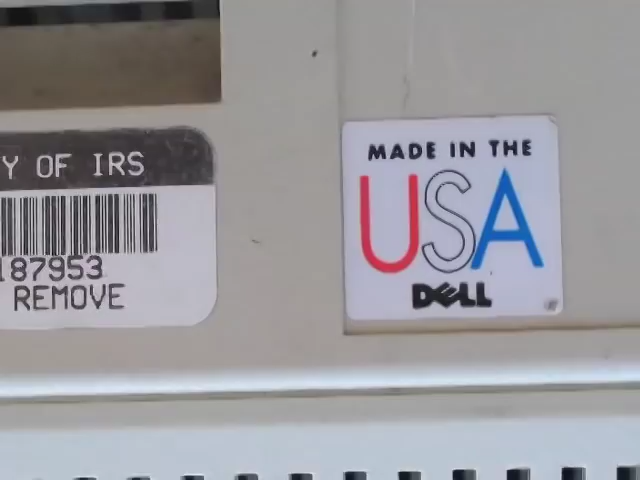 Y OF IRS
187953
REMOVE
MADE IN THE
USA
DELL